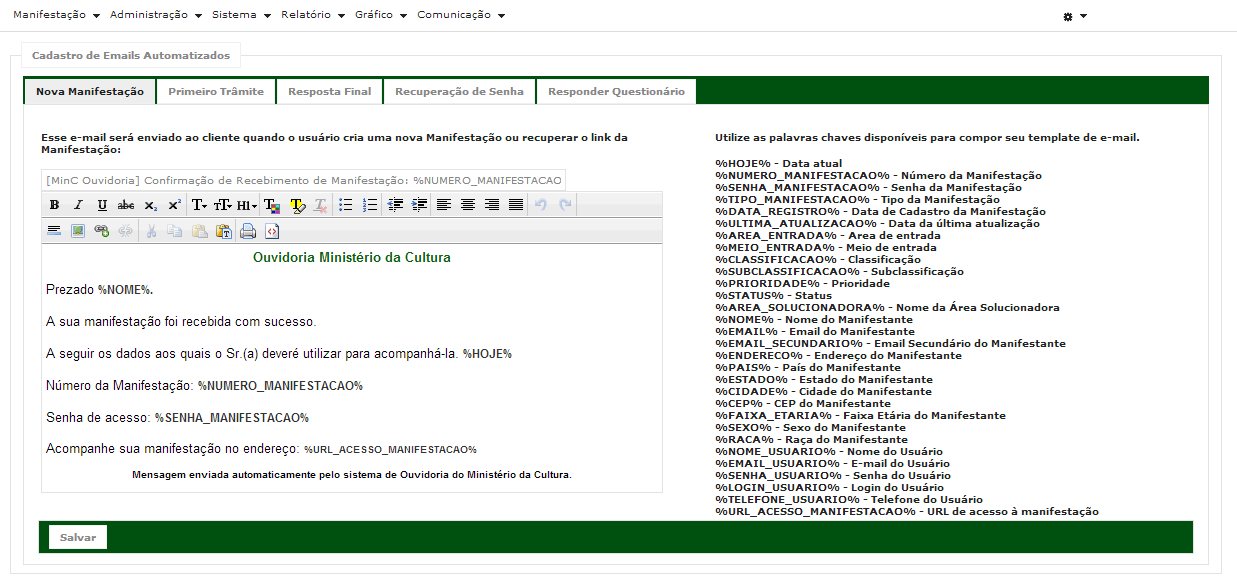 Manifestação Administração Sistema Relatório Gráfico Comunicação
Cadastro de Emails Automatizados
Nova Manifestação Primeiro Trâmite Resposta Final Recuperação de Senha Responder Questionário
Esse e-mail será enviado ao cliente quando o usuário cria uma nova Manifestação ou recuperar o link da
Manifestação:
[MinC Ouvidoria] Confirmação de Recebimento de Manifestação: %NUMERO_MANIFESTACAO
B I U abc X₂ X² T TT H1 T T T
Ouvidoria Ministério da Cultura
Prezado %NOME%.
A sua manifestação foi recebida com sucesso.
A seguir os dados aos quais o Sr.(a) deveré utilizar para acompanhá-la. %HOJE%
Número da Manifestação: %NUMERO_MANIFESTACAO%
Senha de acesso: %SENHA_MANIFESTACAO%
Acompanhe sua manifestação no endereço: %URL_ACESSO_MANIFESTACAO%
Mensagem enviada automaticamente pelo sistema de Ouvidoria do Ministério da Cultura.
Utilize as palavras chaves disponíveis para compor seu template de e-mail.
%HOJE% - Data atual
%NUMERO_MANIFESTACAO% - Número da Manifestação
%SENHA_MANIFESTACAO% - Senha da Manifestação
%TIPO_MANIFESTACAO% - Tipo da Manifestação
%DATA_REGISTRO% - Data de Cadastro da Manifestação
%ULTIMA_ATUALIZACAO% - Data da última atualização
%AREA_ENTRADA% - Area de entrada
%MEIO_ENTRADA% - Meio de entrada
%CLASSIFICACAO% - Classificação
%SUBCLASSIFICACAO% - Subclassificação
%PRIORIDADE% - Prioridade
%STATUS% - Status
%AREA_SOLUCIONADORA% - Nome da Área Solucionadora
%NOME% - Nome do Manifestante
%EMAIL% - Email do Manifestante
%EMAIL_SECUNDARIO% - Email Secundário do Manifestante
%ENDERECO% - Endereço do Manifestante
%PAIS% - País do Manifestante
%ESTADO% - Estado do Manifestante
%CIDADE% - Cidade do Manifestante
%CEP% - CEP do Manifestante
%FAIXA_ETARIA% - Faixa Etária do Manifestante
%SEXO% - Sexo do Manifestante
%RACA% - Raça do Manifestante
%NOME_USUARIO% - Nome do Usuário
%EMAIL_USUARIO% - E-mail do Usuário
%SENHA_USUARIO% - Senha do Usuário
%LOGIN_USUARIO% - Login do Usuário
%TELEFONE_USUARIO% - Telefone do Usuário
%URL_ACESSO_MANIFESTACAO% - URL de acesso à manifestação
Salvar